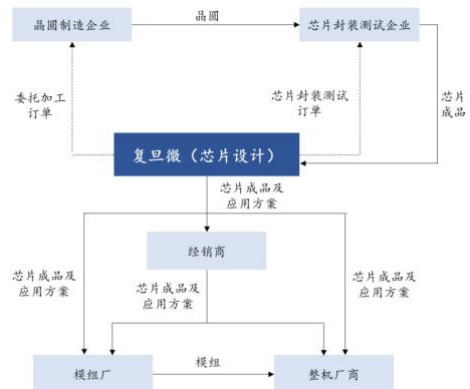 晶圆制造企业
晶圆
芯片封装测试企业
委托加工
订单
芯片封装测试
订单
芯片
成品
复旦微（芯片设计）
芯片成品及
应用方案
经销商
芯片成品及
应用方案
芯片成品及
应用方案
芯片成品及
应用方案
模组厂
模组
整机厂商